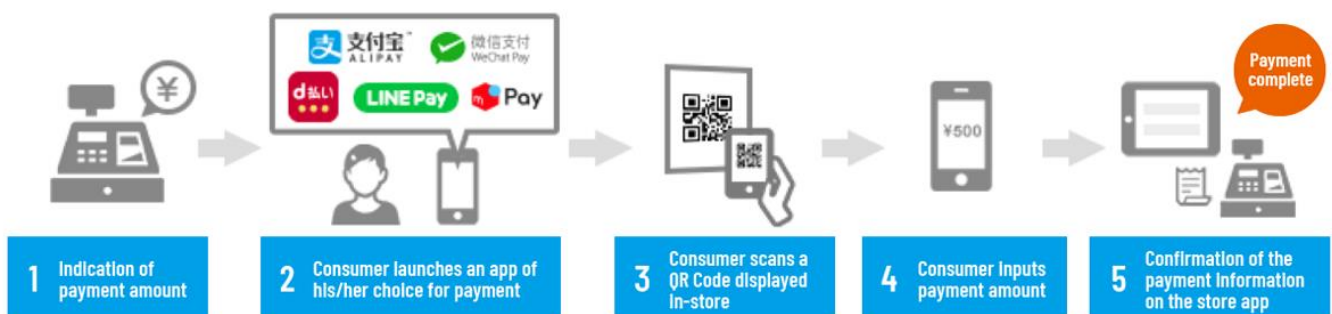 ¥
支付宝™
ALIPAY
微信支付
WeChat Pay
d払い
LINE Pay
m Pay
¥500
Payment
complete
1 Indication of
payment amount
2 Consumer launches an app of
his/her choice for payment
3 Consumer scans a
QR Code displayed
in-store
4 Consumer inputs
payment amount
5 Confirmation of the
payment information
on the store app